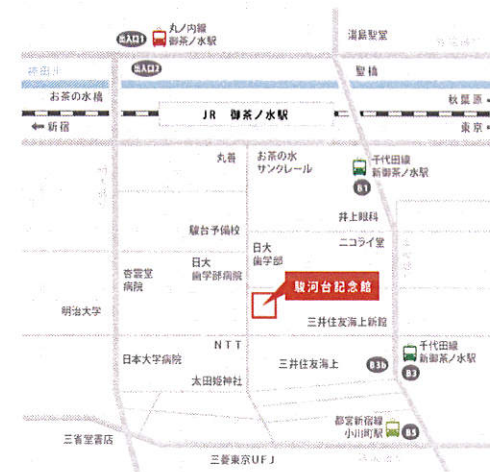 丸ノ内線
出入口1
御茶ノ水駅
湯島聖堂
出入口2
聖橋
お茶の水橋
秋葉原
JR 御茶ノ水駅
←新宿
東京
丸善
お茶の水
サンクレール
千代田線
新御茶ノ水駅
B1
井上眼科
駿台予備校
ニコライ堂
日大
歯学部
日大
歯学部病院
杏雲堂
病院
駿河台記念館
明治大学
三井住友海上新館
NTT
千代田線
新御茶ノ水駅
日本大学病院
三井住友海上
B3b
B3
太田姫神社
都営新宿線
小川町駅
B5
三省堂書店
三菱東京UFJ